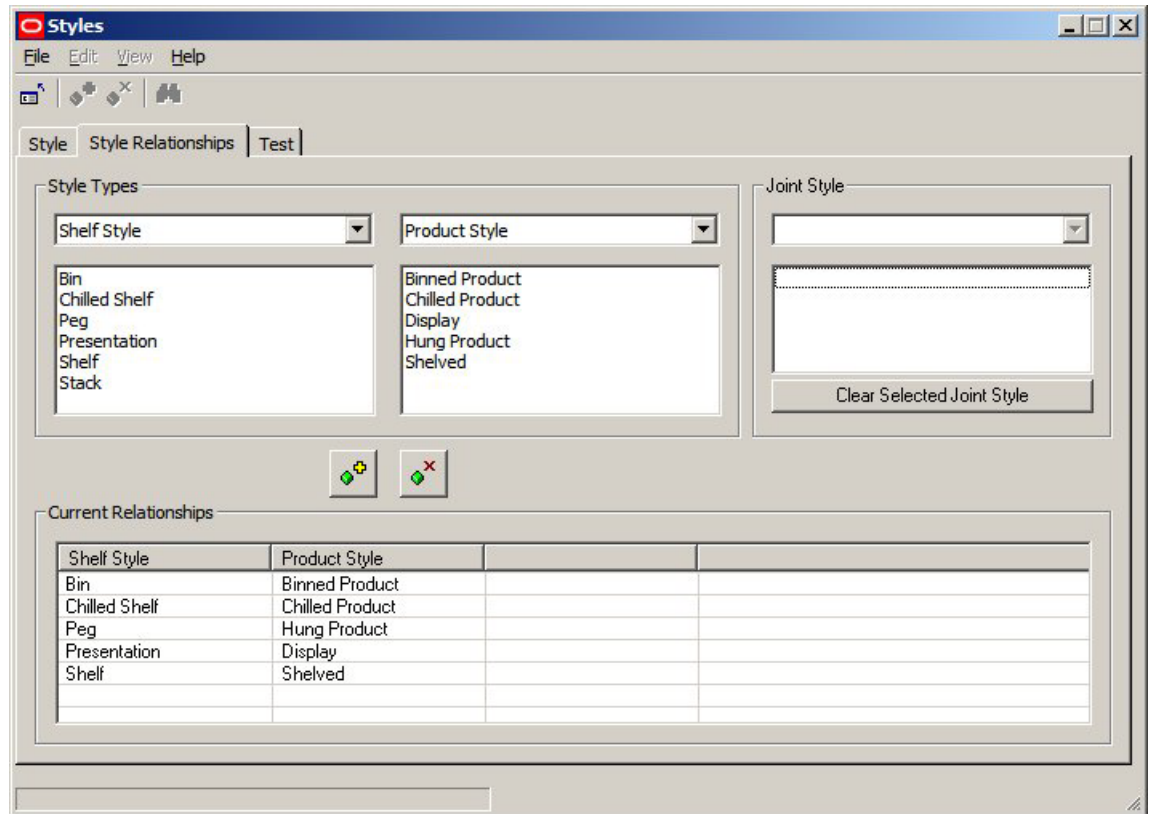 Styles
File Edit View Help
Style Style Relationships Test
Style Types
Joint Style
Shelf Style
Product Style
Bin
Chilled Shelf
Peg
Presentation
Shelf
Stack
Binned Product
Chilled Product
Display
Hung Product
Shelved
Clear Selected Joint Style
Current Relationships
Shelf Style Product Style
Bin Binned Product
Chilled Shelf Chilled Product
Peg Hung Product
Presentation Display
Shelf Shelved